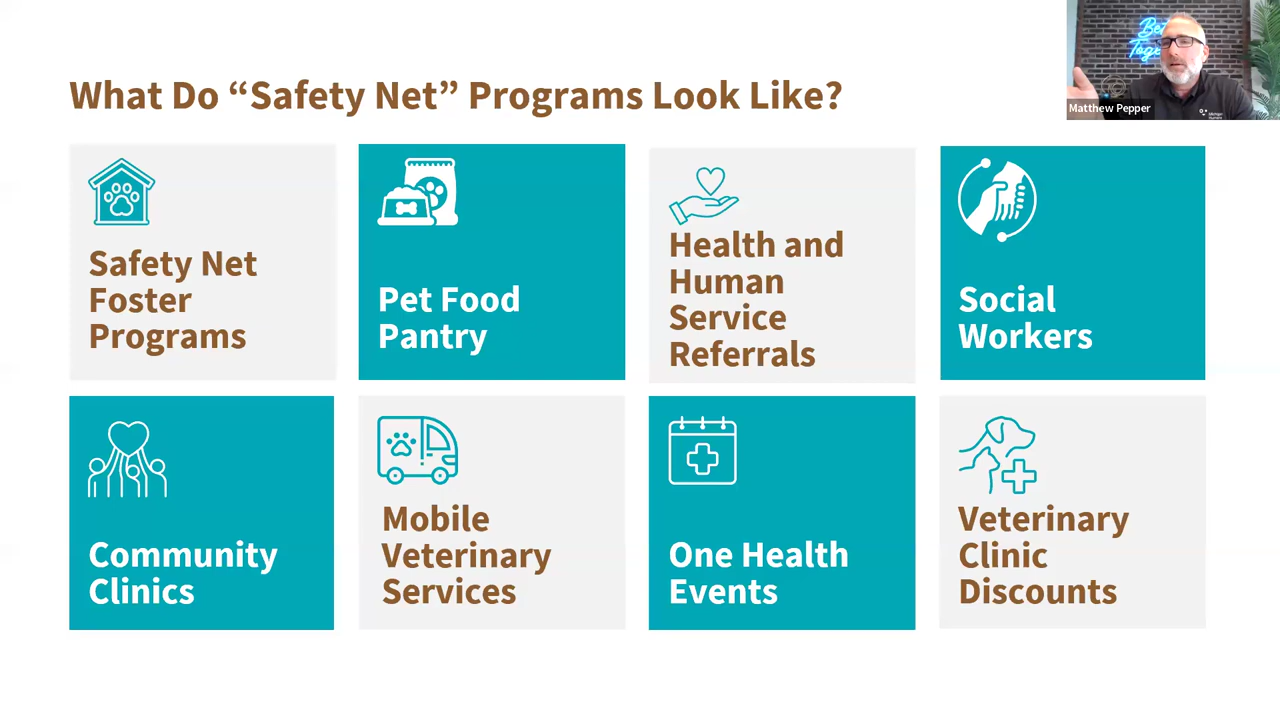 What Do “Safety Net” Programs Look Like?
Matthew Pepper
Safety Net
Foster
Programs
Pet Food
Pantry
Health and
Human
Service
Referrals
Social
Workers
Community
Clinics
Mobile
Veterinary
Services
One Health
Events
Veterinary
Clinic
Discounts